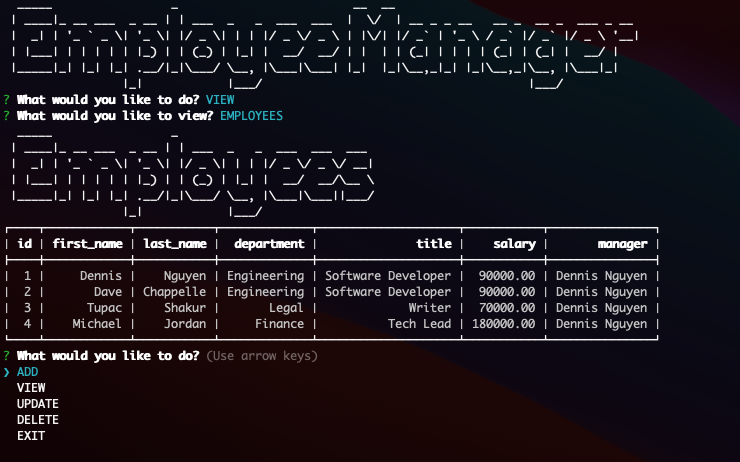 Employee Manager
? What would you like to do? VIEW
? What would you like to view? EMPLOYEES
Employees
id | first_name | last_name | department | title | salary | manager
1 | Dennis | Nguyen | Engineering | Software Developer | 90000.00 | Dennis Nguyen
2 | Dave | Chappelle | Engineering | Software Developer | 90000.00 | Dennis Nguyen
3 | Tupac | Shakur | Legal | Writer | 70000.00 | Dennis Nguyen
4 | Michael | Jordan | Finance | Tech Lead | 180000.00 | Dennis Nguyen
? What would you like to do? (Use arrow keys)
❯ ADD
VIEW
UPDATE
DELETE
EXIT